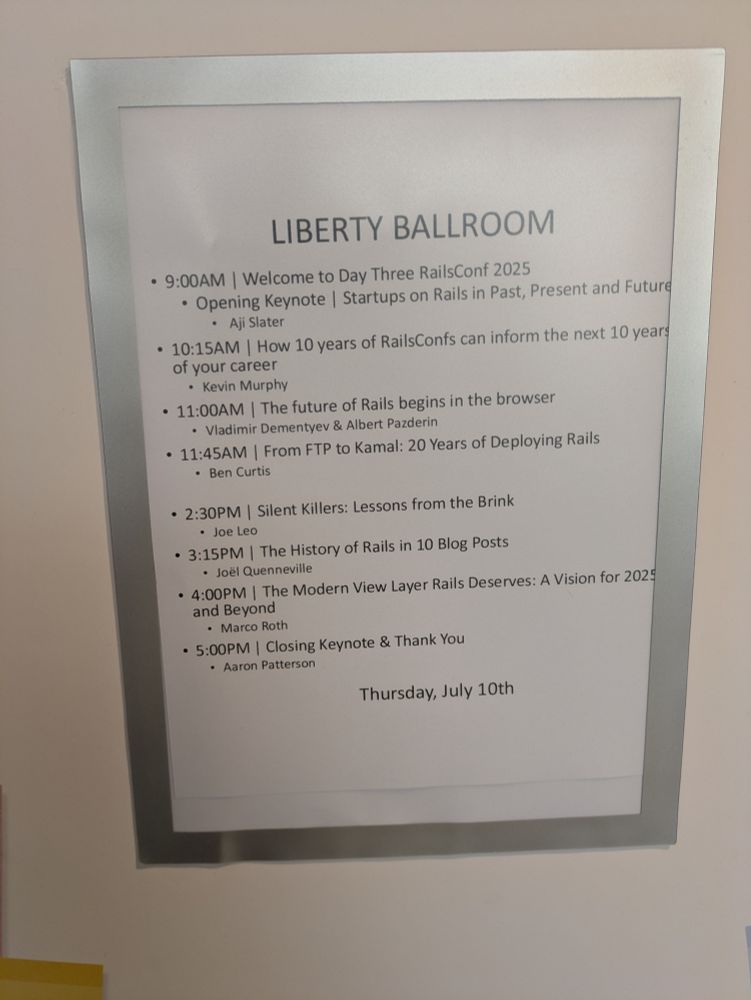 LIBERTY BALLROOM
• 9:00AM | Welcome to Day Three RailsConf 2025
• Opening Keynote | Startups on Rails in Past, Present and Future
• Aji Slater
• 10:15AM | How 10 years of RailsConfs can inform the next 10 years
of your career
• Kevin Murphy
• 11:00AM | The future of Rails begins in the browser
• Vladimir Dementyev & Albert Pazderin
• 11:45AM | From FTP to Kamal: 20 Years of Deploying Rails
• Ben Curtis
• 2:30PM | Silent Killers: Lessons from the Brink
• Joe Leo
• 3:15PM | The History of Rails in 10 Blog Posts
• Joël Quenneville
• 4:00PM | The Modern View Layer Rails Deserves: A Vision for 2025
and Beyond
• Marco Roth
• 5:00PM | Closing Keynote & Thank You
• Aaron Patterson
Thursday, July 10th